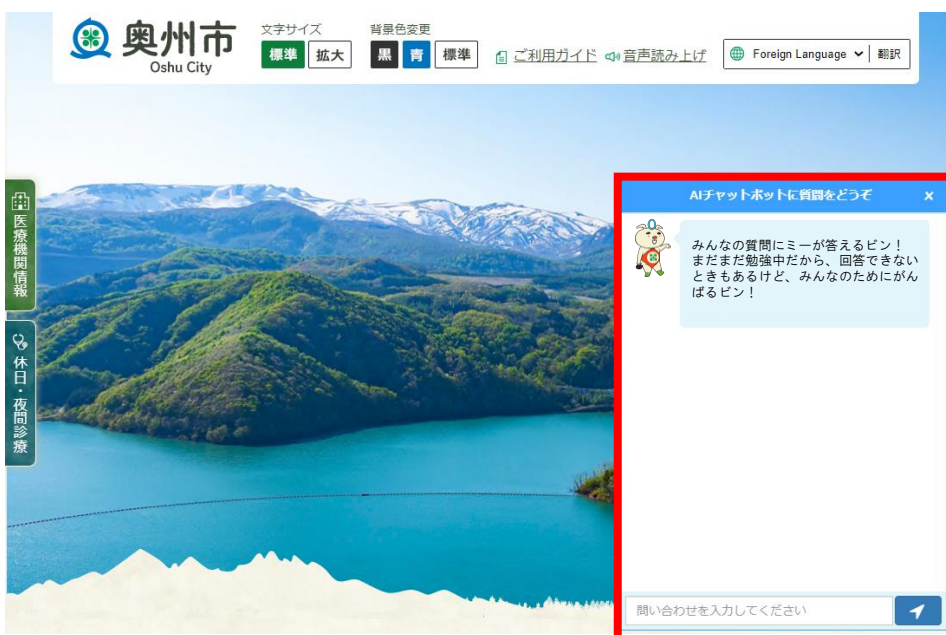 奥州市
Oshu City
文字サイズ
標準 拡大
背景色変更
黒 青 標準
ご利用ガイド
音声読み上げ
Foreign Language
翻訳
医療機関情報
休日・夜間診療
AIチャットボットに質問をどうぞ x
みんなの質問にミーが答えるピン!
まだまだ勉強中だから、回答できない
ときもあるけど、みんなのためにがん
ばるピン!
問い合わせを入力してください